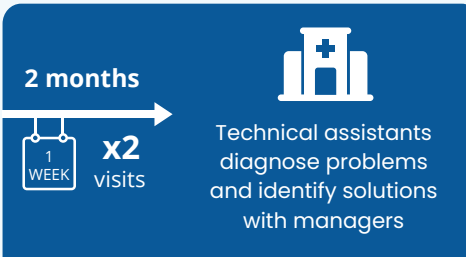 2 months
1
WEEK
x2
visits
Technical assistants
diagnose problems
and identify solutions
with managers